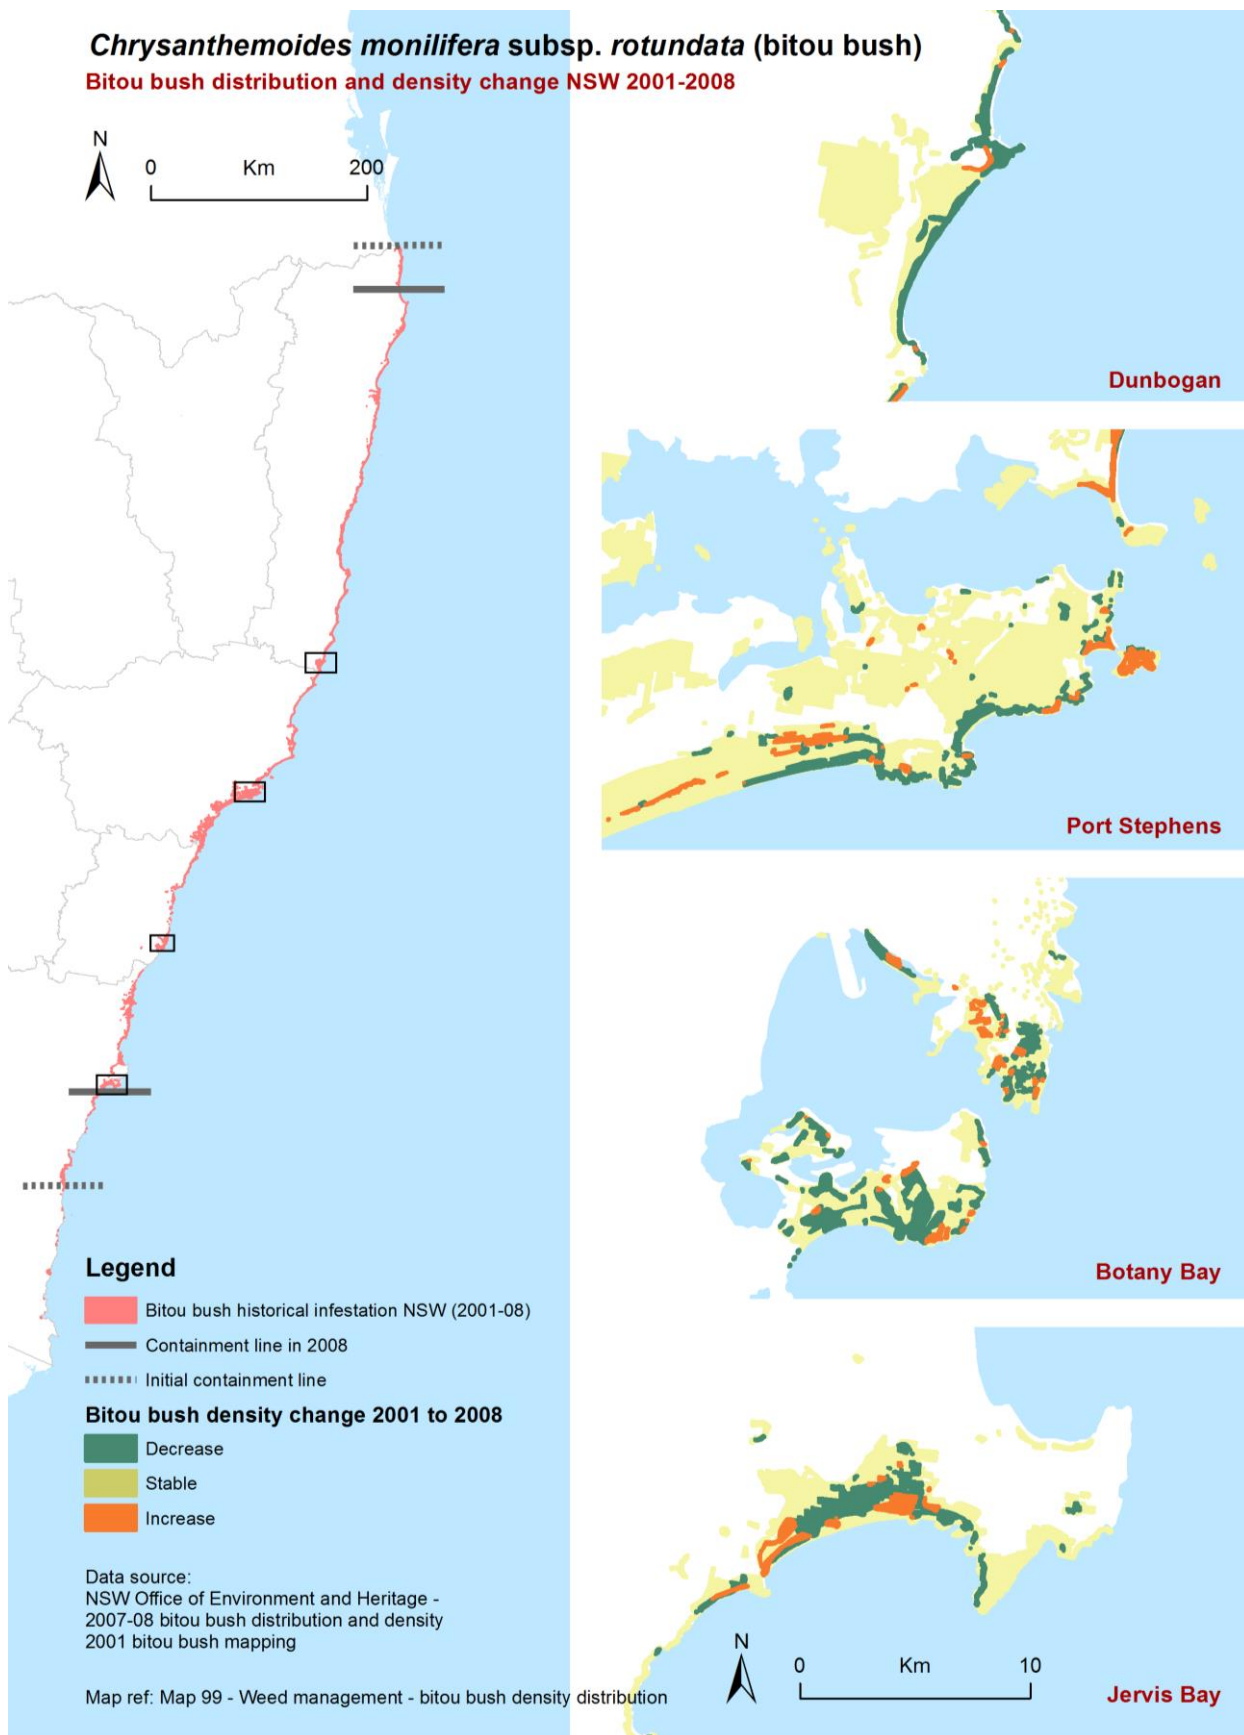 Chrysanthemoides monilifera subsp. rotundata (bitou bush)
Bitou bush distribution and density change NSW 2001-2008
N
0 Km 200
Dunbogan
Port Stephens
Botany Bay
Legend
Bitou bush historical infestation NSW (2001-08)
Containment line in 2008
Initial containment line
Bitou bush density change 2001 to 2008
Decrease
Stable
Increase
Data source:
NSW Office of Environment and Heritage -
2007-08 bitou bush distribution and density
2001 bitou bush mapping
Map ref: Map 99 - Weed management - bitou bush density distribution
N
0 Km 10
Jervis Bay